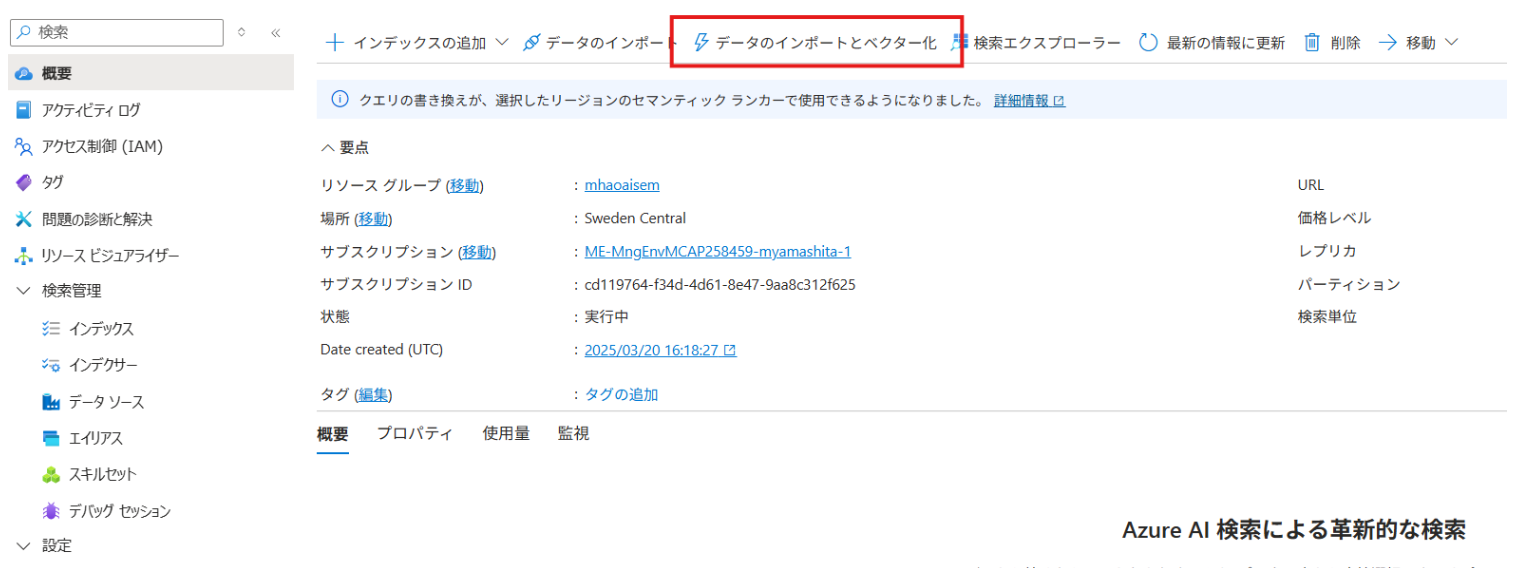 検索
インデックスの追加 データのインポート データのインポートとベクター化 検索エクスプローラー 最新の情報に更新 削除 移動
概要
クエリの書き換えが、選択したリージョンのセマンティック ランカーで使用できるようになりました。 詳細情報
アクティビティ ログ
アクセス制御 (IAM)
タグ
問題の診断と解決
リソース ビジュアライザー
検索管理
インデックス
インデクサー
データ ソース
エイリアス
スキルセット
デバッグ セッション
設定
要点
リソース グループ (移動) : mhaoaisem
場所 (移動) : Sweden Central
サブスクリプション (移動) : ME-MngEnvMCAP258459-myamashita-1
サブスクリプション ID : cd119764-f34d-4d61-8e47-9aa8c312f625
状態 : 実行中
Date created (UTC) : 2025/03/20 16:18:27
タグ (編集) : タグの追加
URL
価格レベル
レプリカ
パーティション
検索単位
概要 プロパティ 使用量 監視
Azure AI 検索による革新的な検索